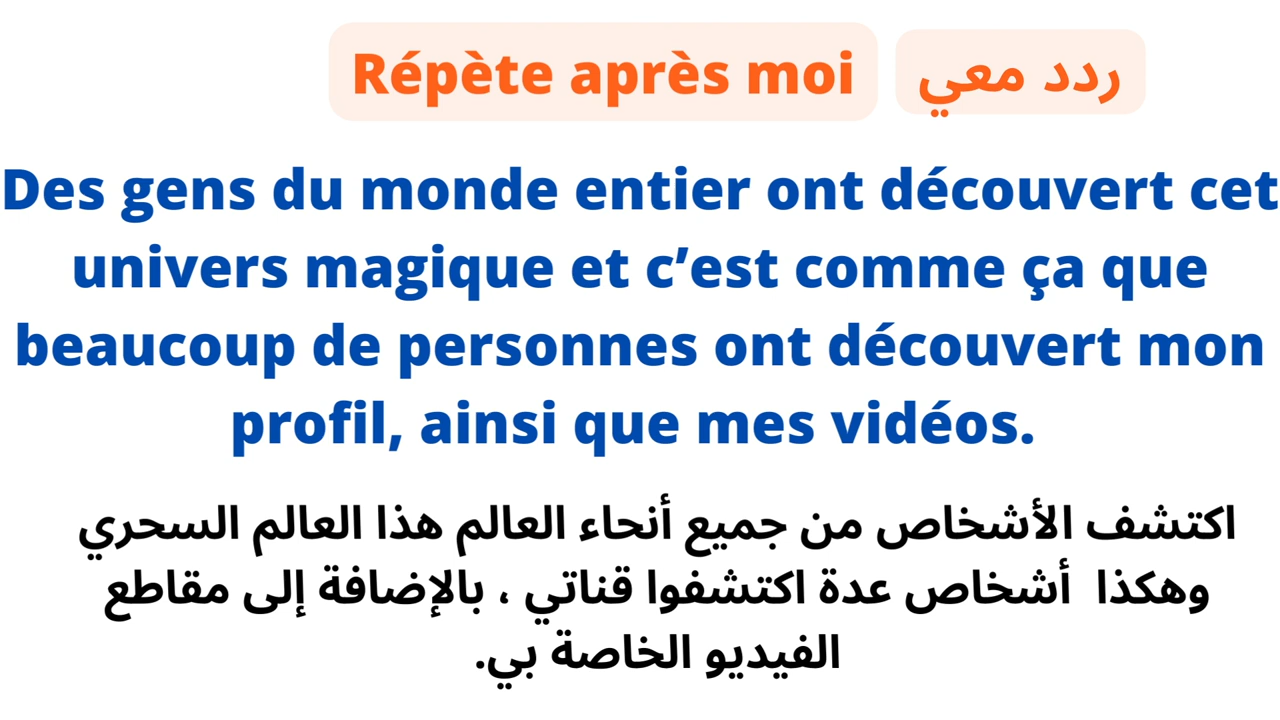 Répète après moi ردد معي
Des gens du monde entier ont découvert cet
univers magique et c’est comme ça que
beaucoup de personnes ont découvert mon
profil, ainsi que mes vidéos.
اكتشف الأشخاص من جميع أنحاء العالم هذا العالم السحري
وهكذا أشخاص عدة اكتشفوا قناتي ، بالإضافة إلى مقاطع
الفيديو الخاصة بي.